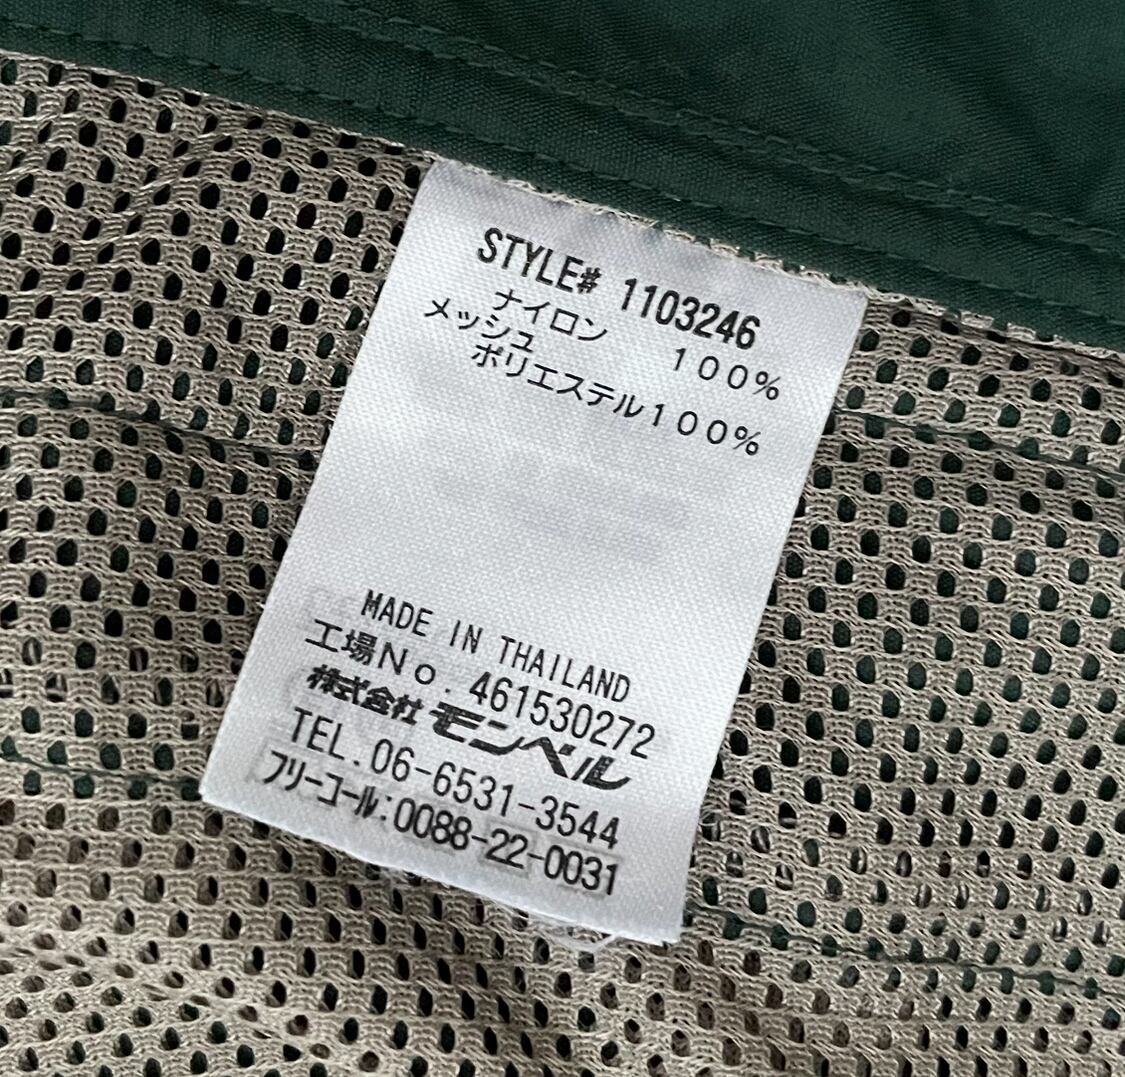 STYLE# 1103246
ナイロン 100%
メッシュ
ポリエステル100%
MADE IN THAILAND
工場No. 461530272
株式会社 モンベル
TEL.06-6531-3544
フリーコール:0088-22-0031